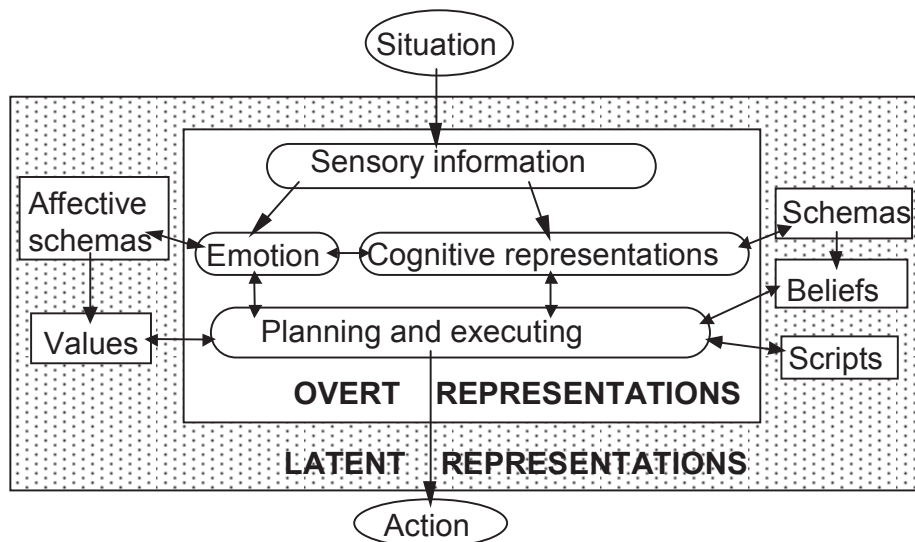 Situation
Sensory information
Affective
schemas
Schemas
Emotion
Cognitive representations
Beliefs
Values
Planning and executing
Scripts
OVERT REPRESENTATIONS
LATENT REPRESENTATIONS
Action